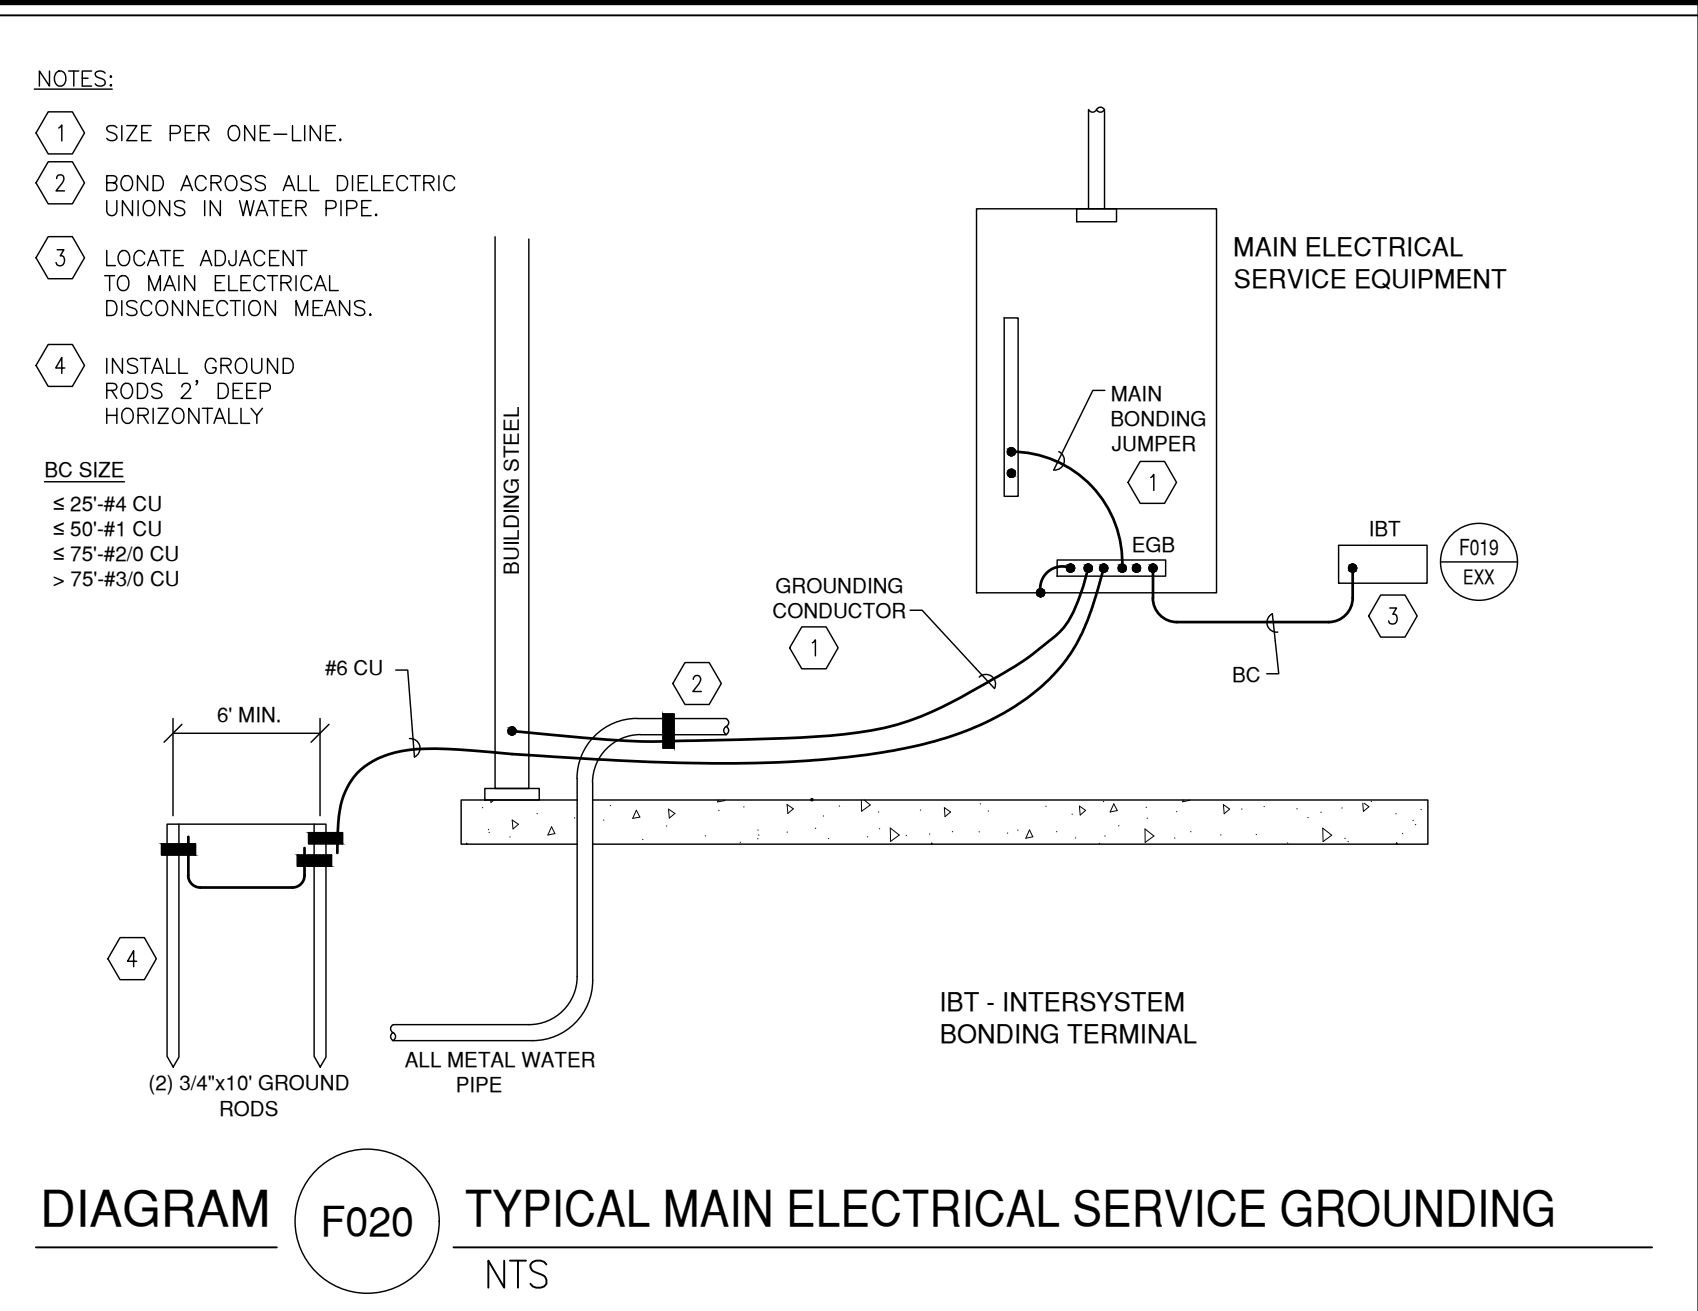 NOTES:
1
SIZE PER ONE-LINE.
2
BOND ACROSS ALL DIELECTRIC
UNIONS IN WATER PIPE.
3
LOCATE ADJACENT
TO MAIN ELECTRICAL
DISCONNECTION MEANS.
4
INSTALL GROUND
RODS 2' DEEP
HORIZONTALLY
BC SIZE
≤ 25'-#4 CU
≤ 50'-#1 CU
≤ 75'-#2/0 CU
> 75'-#3/0 CU
BUILDING STEEL
MAIN ELECTRICAL
SERVICE EQUIPMENT
MAIN
BONDING
JUMPER
1
EGB
IBT
F019
EXX
3
BC
GROUNDING
CONDUCTOR
1
2
#6 CU
6' MIN.
4
(2) 3/4"x10' GROUND
RODS
ALL METAL WATER
PIPE
IBT - INTERSYSTEM
BONDING TERMINAL
DIAGRAM
F020
TYPICAL MAIN ELECTRICAL SERVICE GROUNDING
NTS